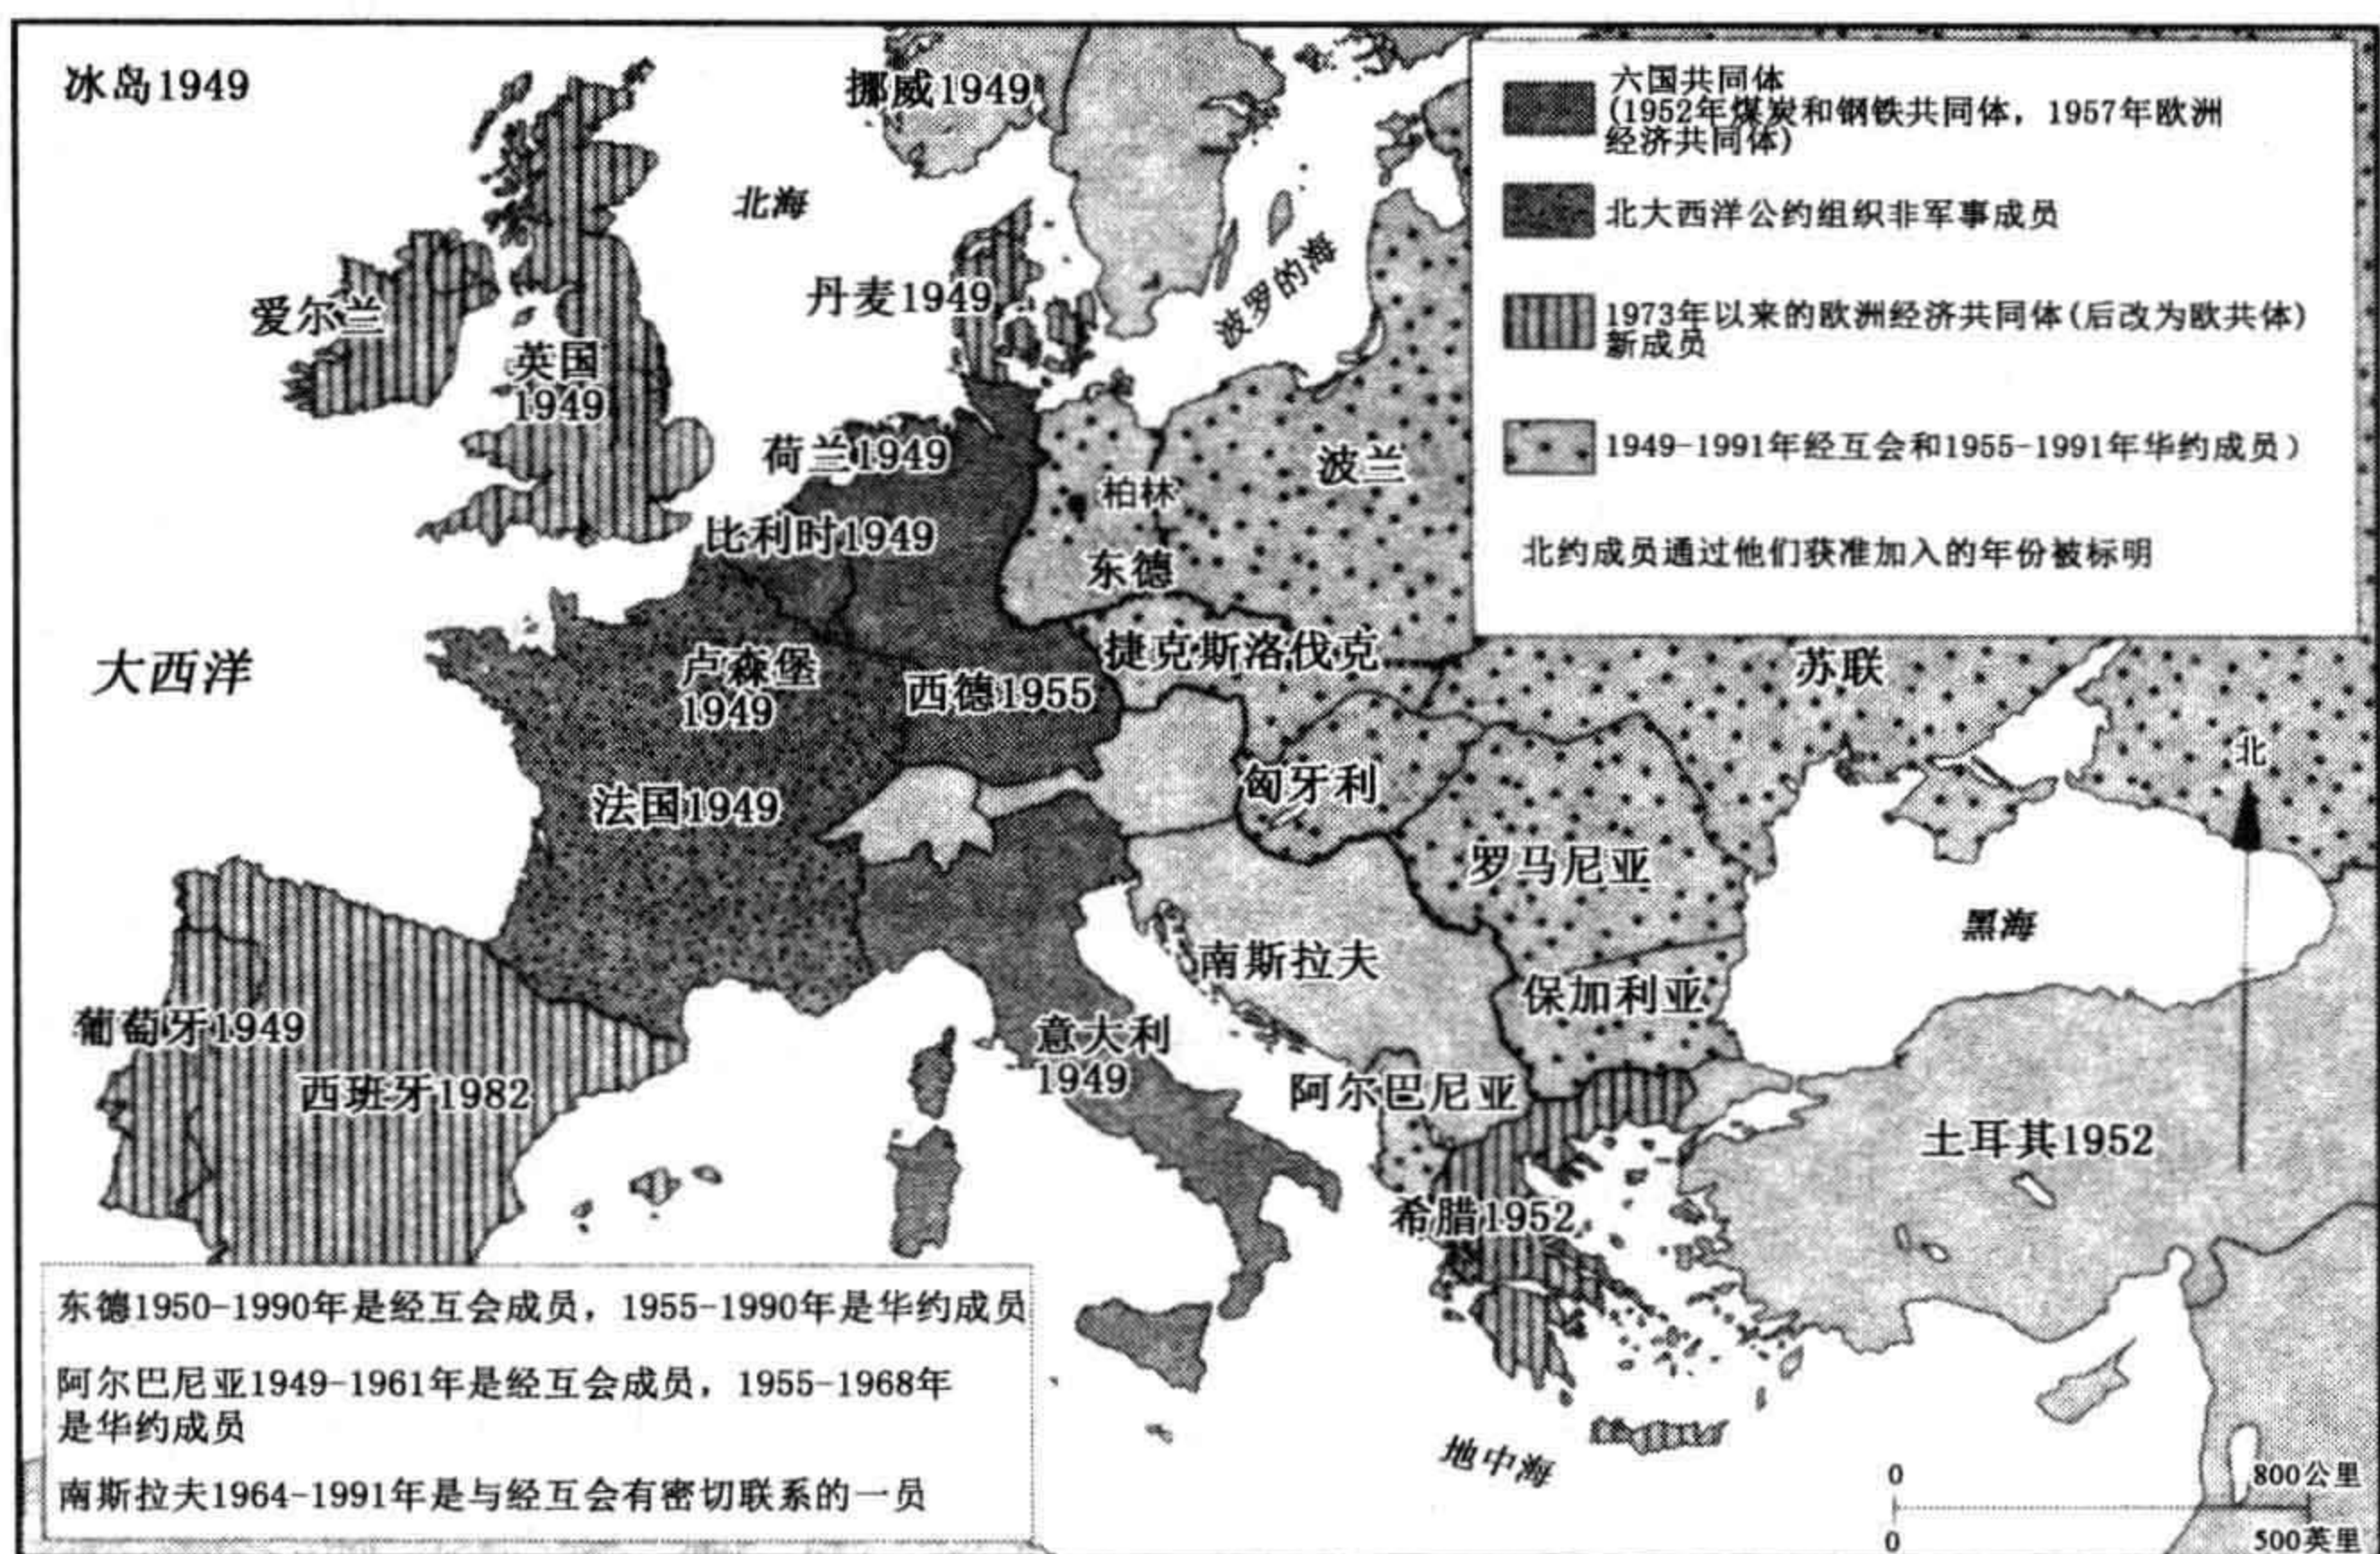 冰岛1949
挪威1949
六国共同体
(1952年煤炭和钢铁共同体，1957年欧洲
经济共同体)
北海
北大西洋公约组织非军事成员
爱尔兰
丹麦1949
波罗的海
1973年以来的欧洲经济共同体(后改为欧共体)
新成员
英国
1949
荷兰1949
波兰
1949-1991年经互会和1955-1991年华约成员）
柏林
比利时1949
东德
北约成员通过他们获准加入的年份被标明
大西洋
卢森堡
1949
西德1955
捷克斯洛伐克
苏联
北
法国1949
匈牙利
罗马尼亚
黑海
南斯拉夫
保加利亚
葡萄牙1949
西班牙1982
意大利
1949
阿尔巴尼亚
土耳其1952
希腊1952
东德1950-1990年是经互会成员，1955-1990年是华约成员
阿尔巴尼亚1949-1961年是经互会成员，1955-1968年
是华约成员
南斯拉夫1964-1991年是与经互会有密切联系的一员
地中海
0
800公里
0
500英里